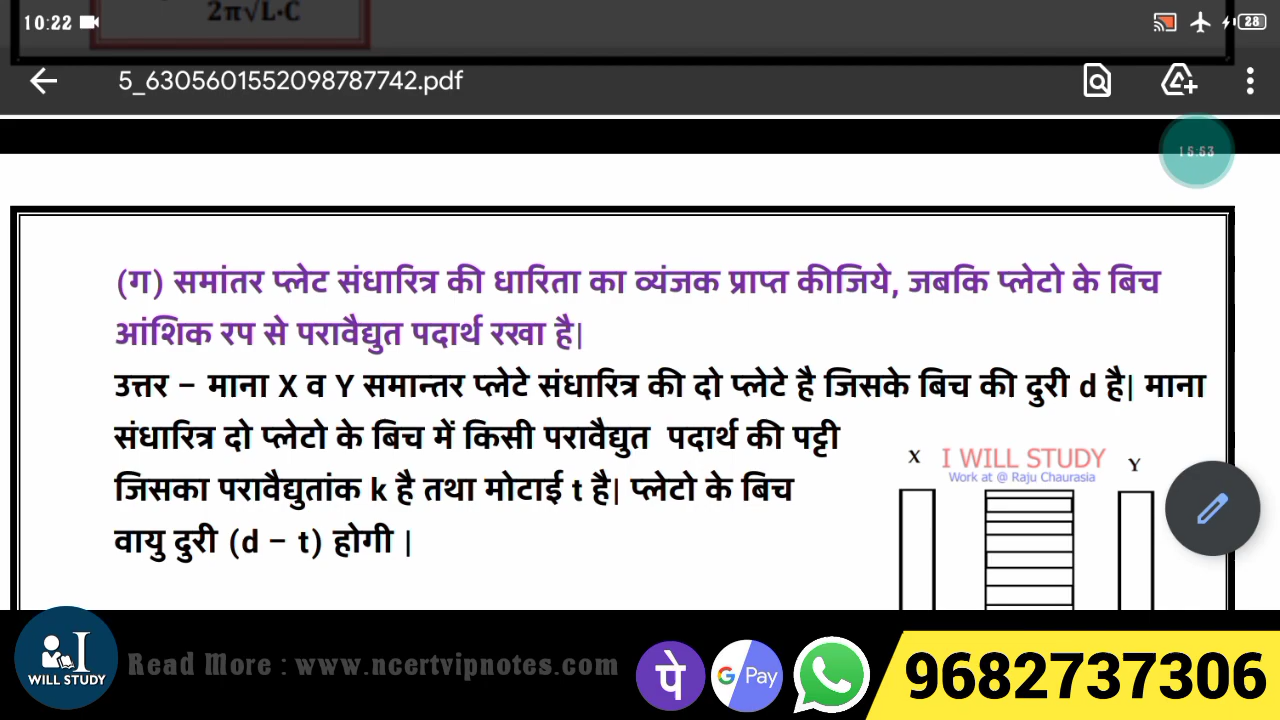 2π√L·C
10:22
28
5_6305601552098787742.pdf
15:53
(ग) समांतर प्लेट संधारित्र की धारिता का व्यंजक प्राप्त कीजिये, जबकि प्लेटो के बिच
आंशिक रप से परावैद्युत पदार्थ रखा है|
उत्तर – माना X व Y समान्तर प्लेटे संधारित्र की दो प्लेटे है जिसके बिच की दुरी d है| माना
संधारित्र दो प्लेटो के बिच में किसी परावैद्युत पदार्थ की पट्टी
जिसका परावैद्युतांक k है तथा मोटाई t है| प्लेटो के बिच
वायु दुरी (d – t) होगी |
X
I WILL STUDY
Y
Work at @ Raju Chaurasia
I
WILL STUDY
Read More : www.ncertvipnotes.com
पे
G Pay
9682737306